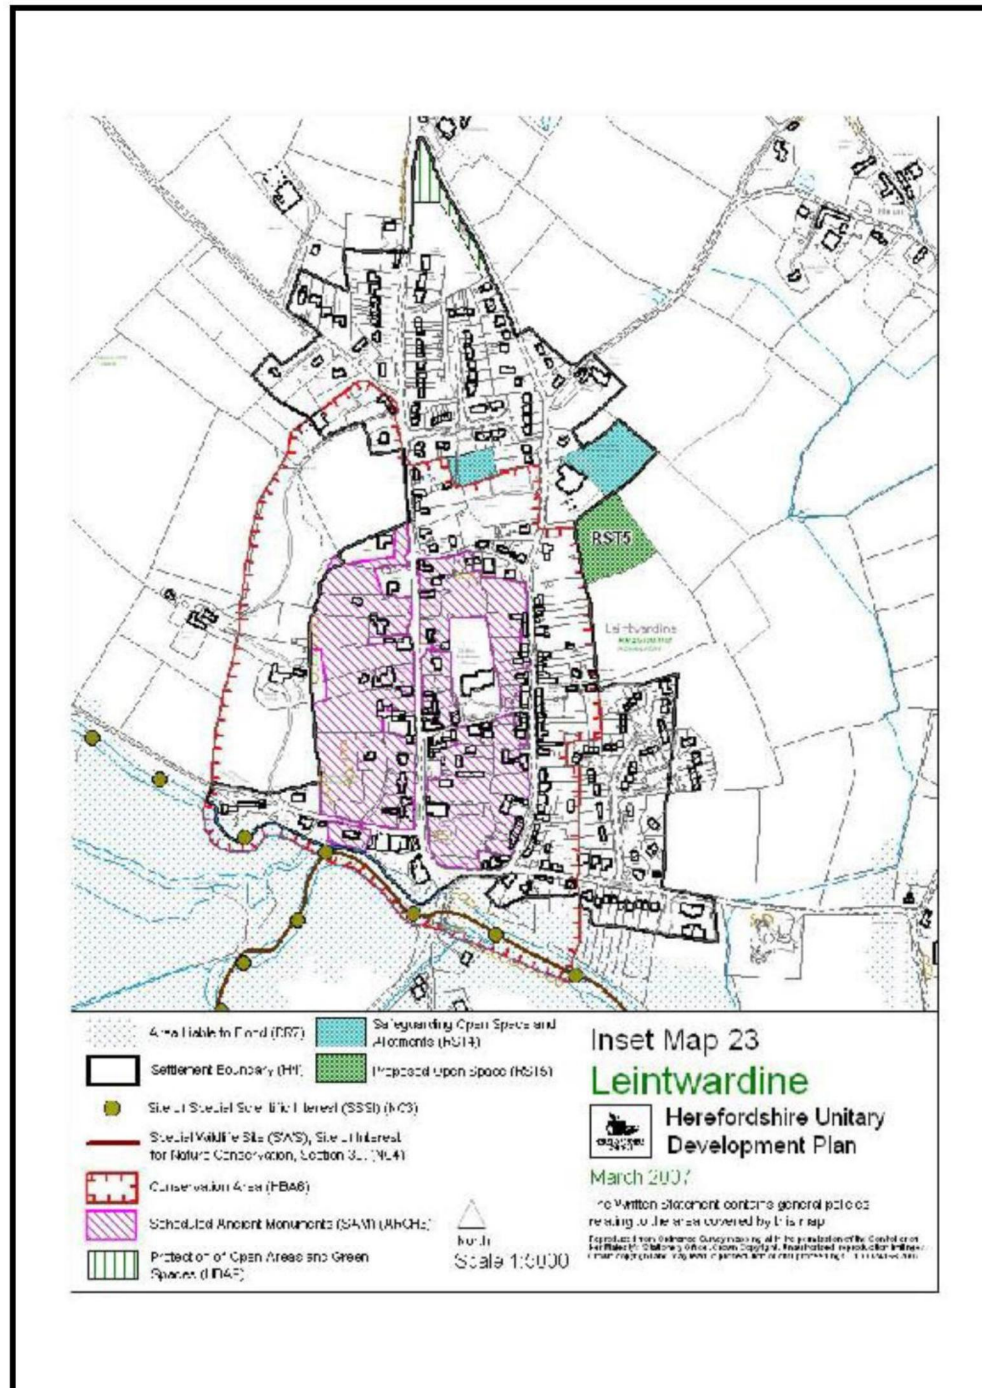 RST5
Leintwardine
Area Liable to Flood (DR7)
Settlement Boundary (H4)
Site of Special Scientific Interest (SSSI) (NC3)
Special Wildlife Site (SWS), Site of Interest
for Nature Conservation, Section 3 (NC4)
Conservation Area (HBA6)
Scheduled Ancient Monuments (SAM) (ARCH3)
Protection of Open Areas and Green
Spaces
Safeguarding Open Space and
Allotments (RST4)
Proposed Open Space (RST5)
North
Scale 1:5000
Inset Map 23
Leintwardine
Herefordshire Unitary
Development Plan
March 2007
The Written Statement contains general policies
relating to the area covered by this map